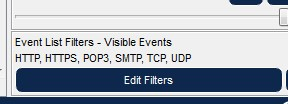 Event List Filters - Visible Events
HTTP, HTTPS, POP3, SMTP, TCP, UDP
Edit Filters